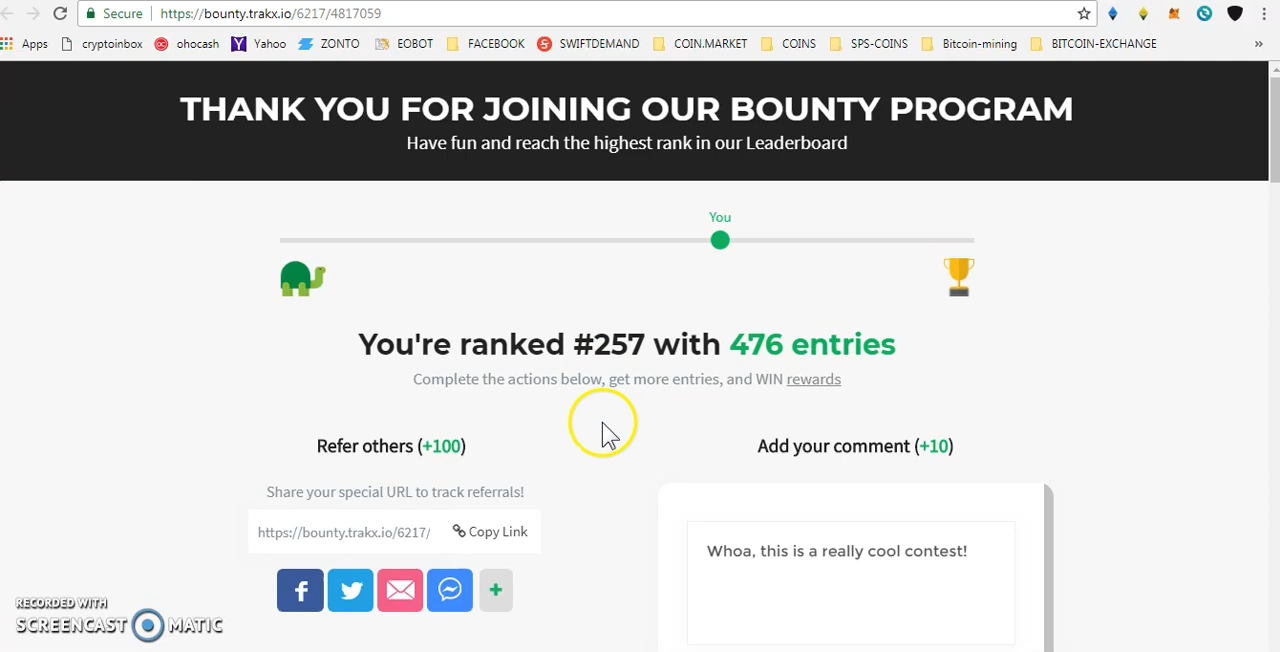 Secure https://bounty.trakx.io/6217/4817059
Apps cryptoinbox ohocash Yahoo ZONTO EOBOT FACEBOOK SWIFTDEMAND COIN.MARKET COINS SPS-COINS Bitcoin-mining BITCOIN-EXCHANGE »
THANK YOU FOR JOINING OUR BOUNTY PROGRAM
Have fun and reach the highest rank in our Leaderboard
You
You're ranked #257 with 476 entries
Complete the actions below, get more entries, and WIN rewards
Refer others (+100)
Share your special URL to track referrals!
https://bounty.trakx.io/6217/ Copy Link
Add your comment (+10)
Whoa, this is a really cool contest!
RECORDED WITH
SCREENCAST MATIC